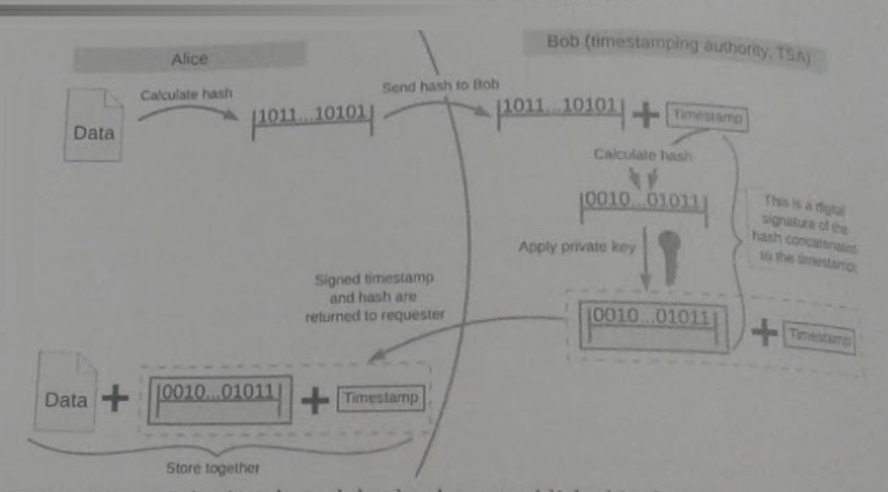 Alice
Bob (timestamping authority, TSA)
Calculate hash
Send hash to Bob
Data
1011...10101
1011...10101
Timestamp
Calculate hash
0010...01011
This is a digital
signature of the
hash concatenated
to the timestamp
Apply private key
Signed timestamp
and hash are
returned to requester
0010...01011
Timestamp
Data
0010...01011
Timestamp
Store together